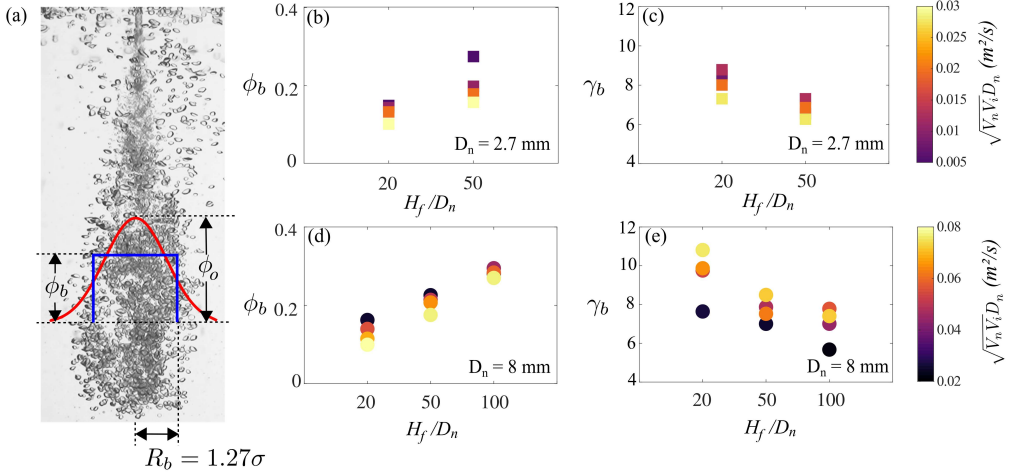 (a)
ϕ_b
ϕ_o
R_b = 1.27σ
(b)
ϕ_b
0.4
0.2
0
20
50
H_f/D_n
D_n = 2.7 mm
(c)
γ_b
12
10
8
6
4
20
50
H_f/D_n
D_n = 2.7 mm
0.03
0.025
0.02
0.015
0.01
0.005
√V_n V_i D_n (m²/s)
(d)
ϕ_b
0.4
0.2
0
20
50
100
H_f/D_n
D_n = 8 mm
(e)
γ_b
12
10
8
6
4
20
50
100
H_f/D_n
D_n = 8 mm
0.08
0.06
0.04
0.02
√V_n V_i D_n (m²/s)